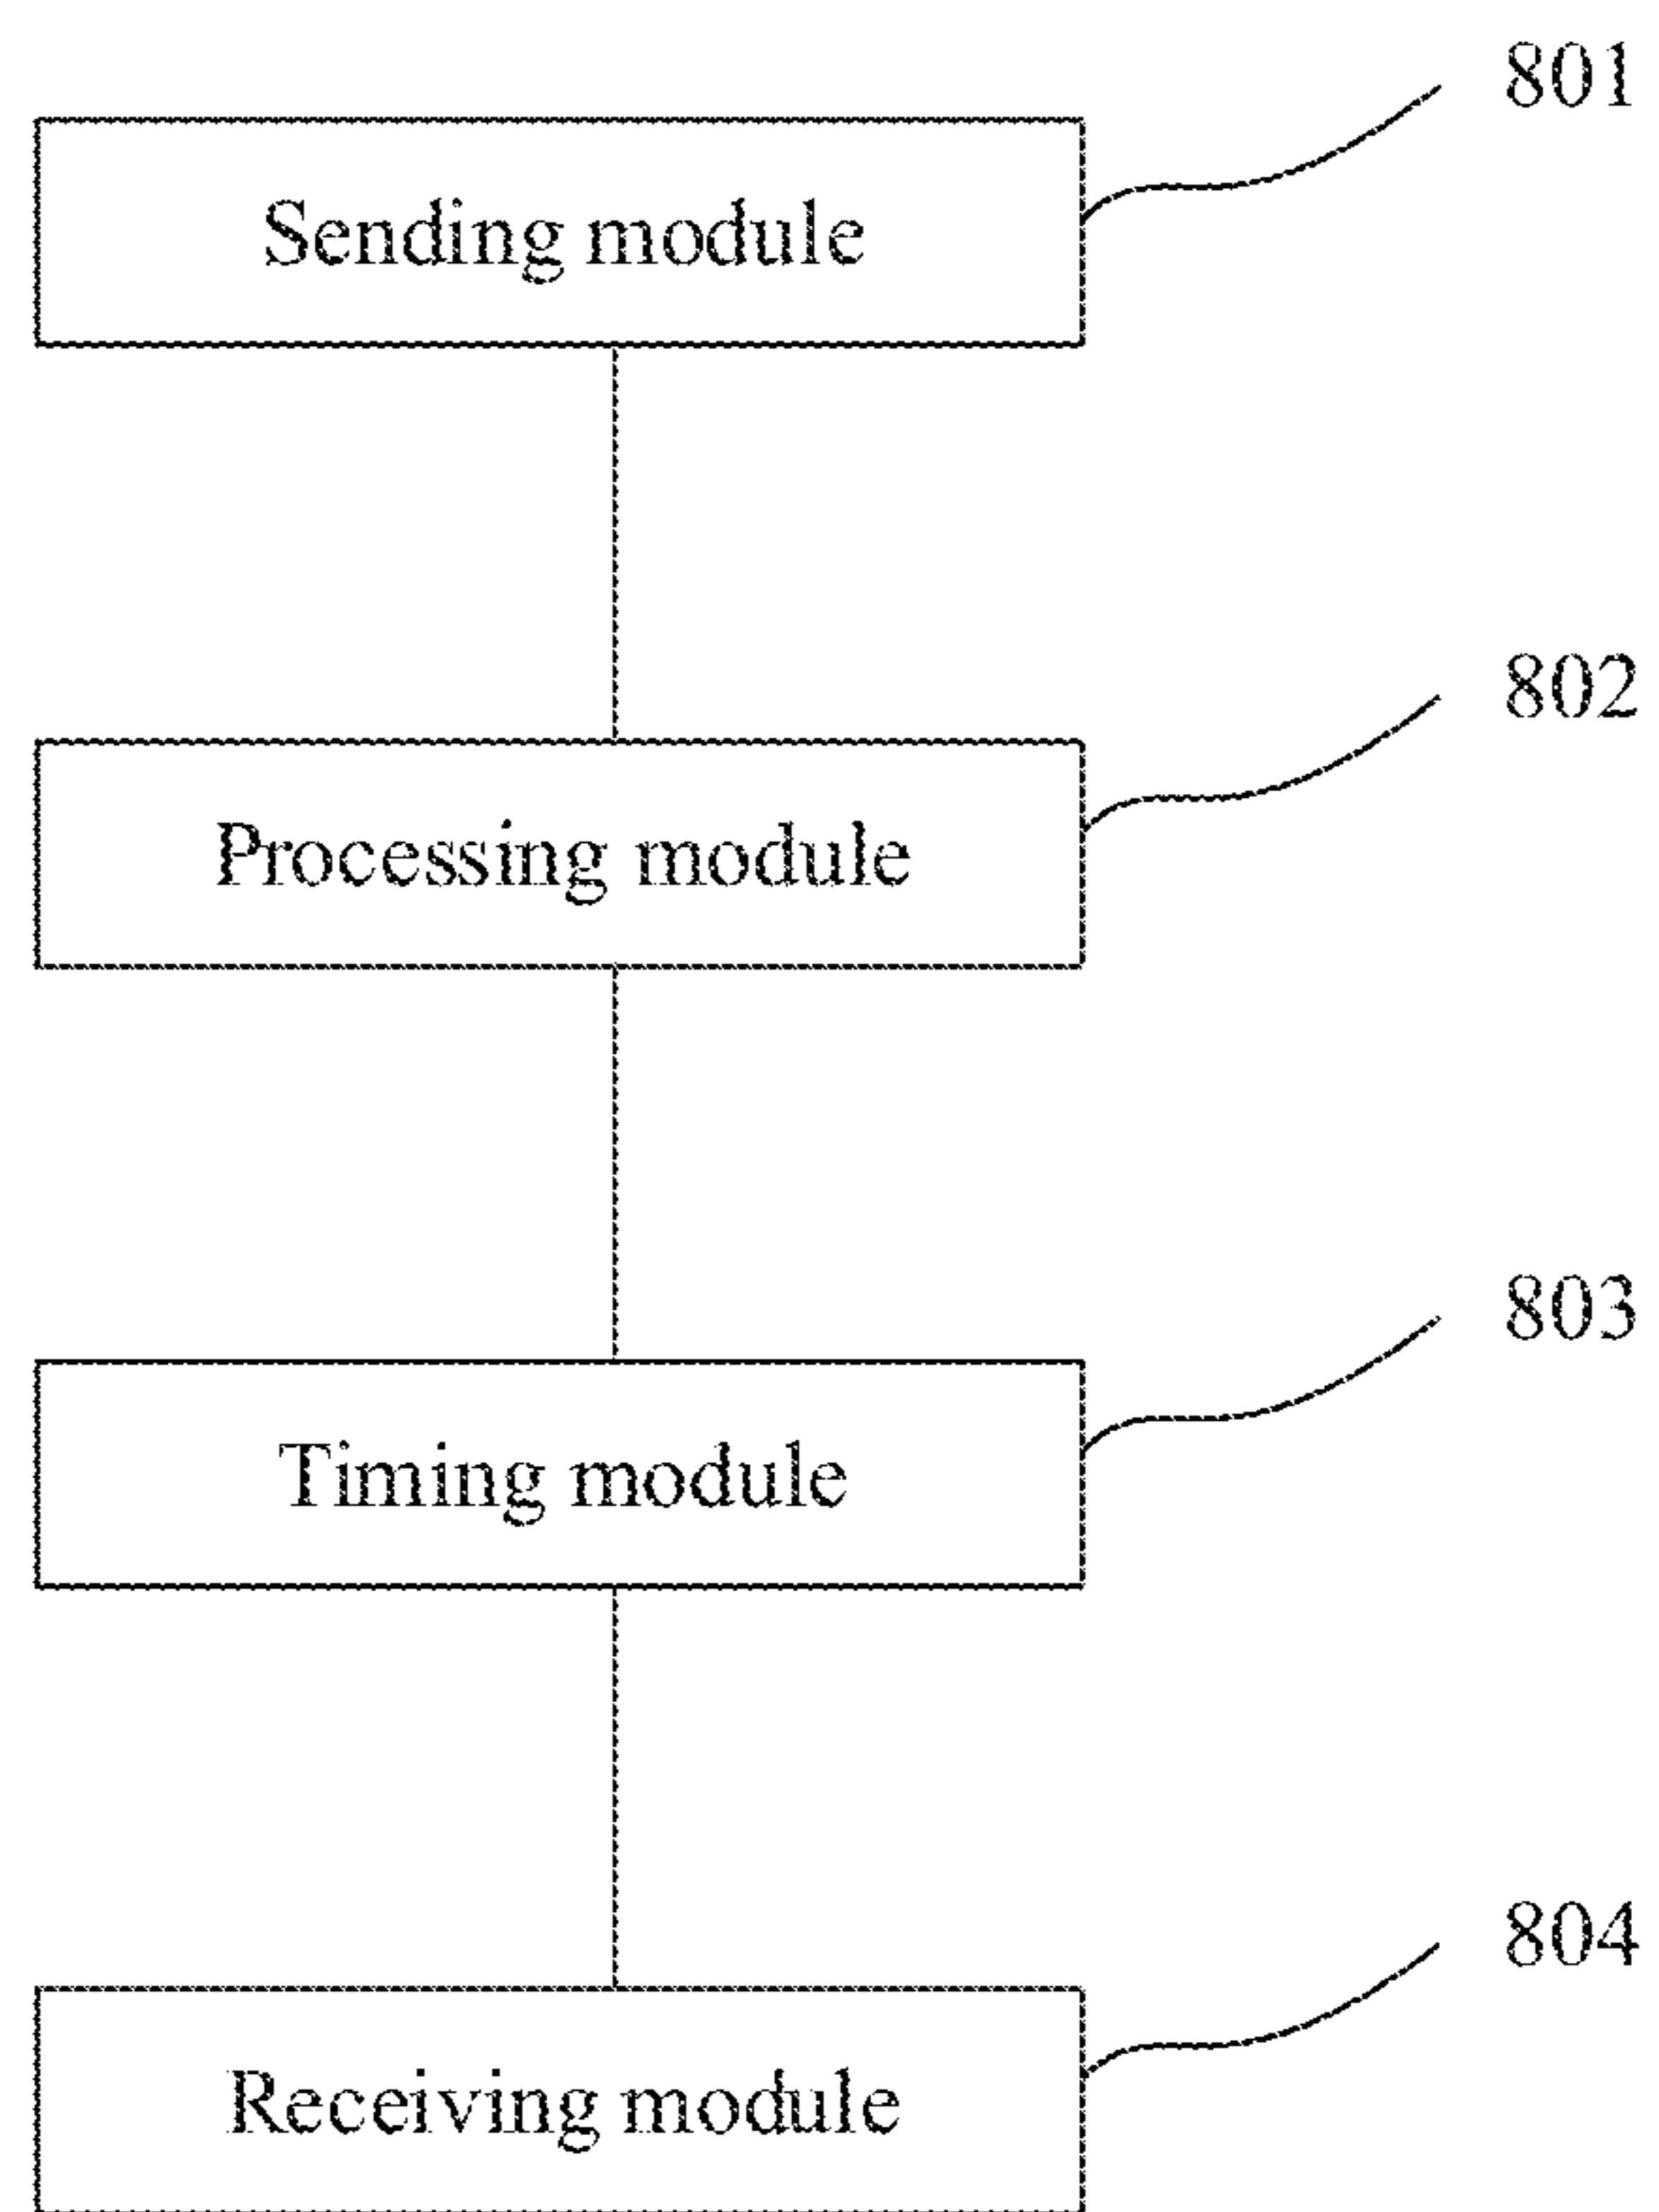 801
Sending module
802
Processing module
803
Timing module
804
Receiving module